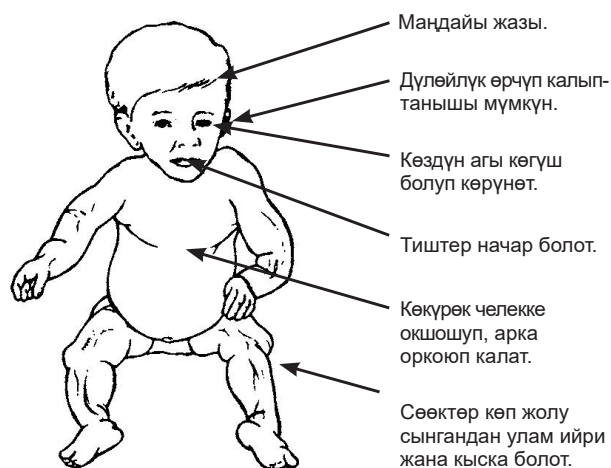 Маңдайы жазы.
Дүлөйлүк өрчүп калып-
танышы мүмкүн.
Көздүн агы көгүш
болуп көрүнөт.
Тиштер начар болот.
Көкүрөк челекке
окшошуп, арка
оркоюп калат.
Сөөктөр көп жолу
сынгандан улам ийри
жана кыска болот.